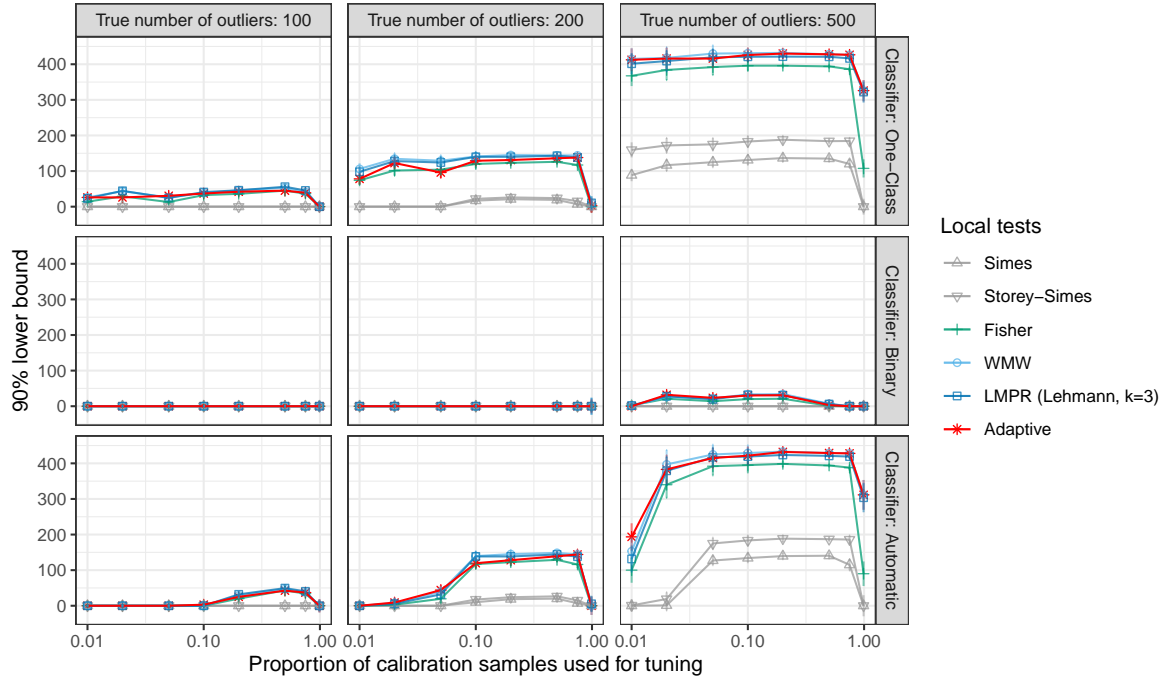 True number of outliers: 100
True number of outliers: 200
True number of outliers: 500
400
300
200
100
0
Classifier: One−Class
400
300
200
100
0
Classifier: Binary
400
300
200
100
0
Classifier: Automatic
0.01
0.10
1.00
0.01
0.10
1.00
0.01
0.10
1.00
Proportion of calibration samples used for tuning
90% lower bound
Local tests
Simes
Storey−Simes
Fisher
WMW
LMPR (Lehmann, k=3)
Adaptive